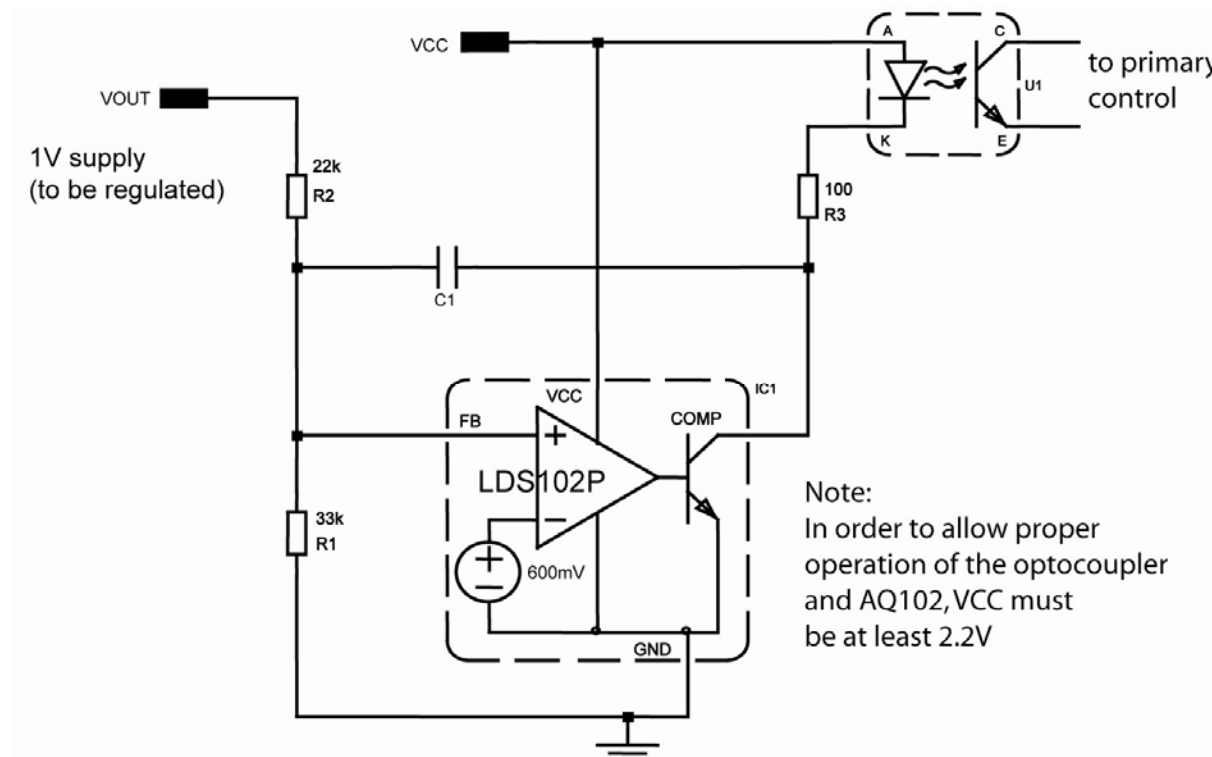 VCC
A
C
VOUT
U1
to primary
control
K
E
1V supply
(to be regulated)
22k
R2
100
R3
C1
VCC
IC1
FB
COMP
+
LDS102P
33k
R1
+
600mV
GND
Note:
In order to allow proper
operation of the optocoupler
and AQ102, VCC must
be at least 2.2V